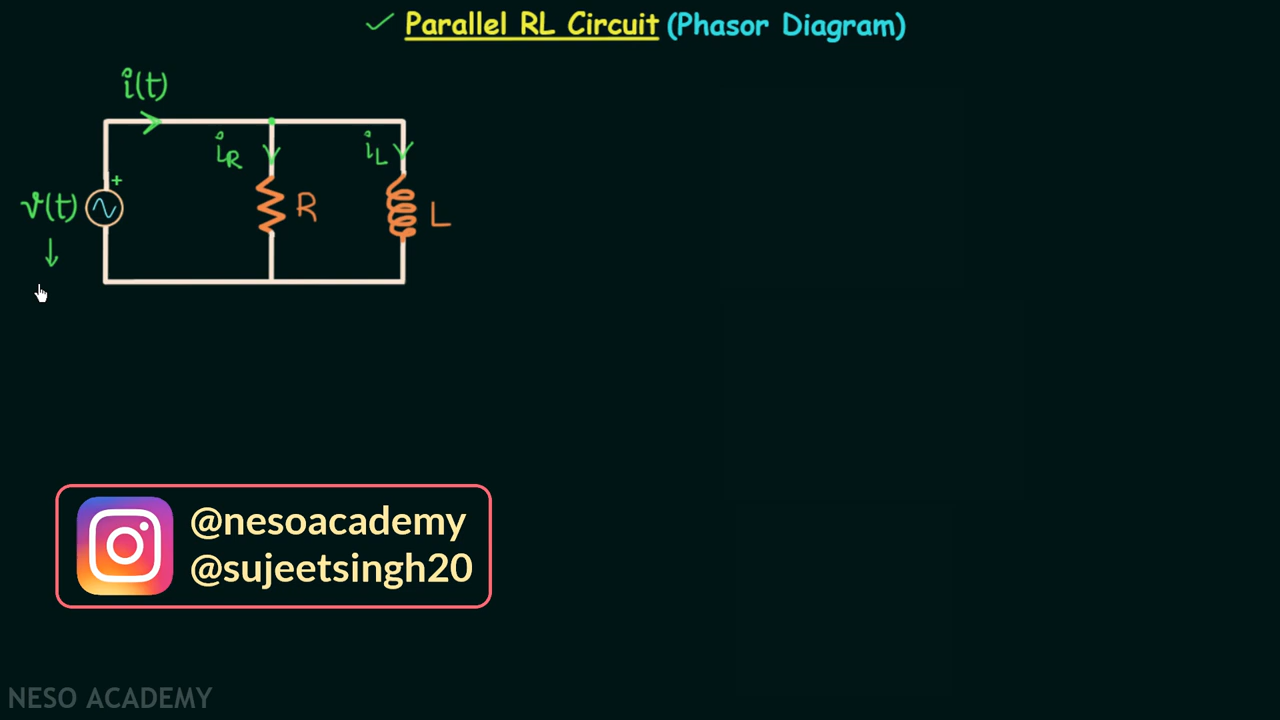 Parallel RL Circuit (Phasor Diagram)
i(t)
iR
iL
+
v(t)
R
L
@nesoacademy
@sujeetsingh20
NESO ACADEMY